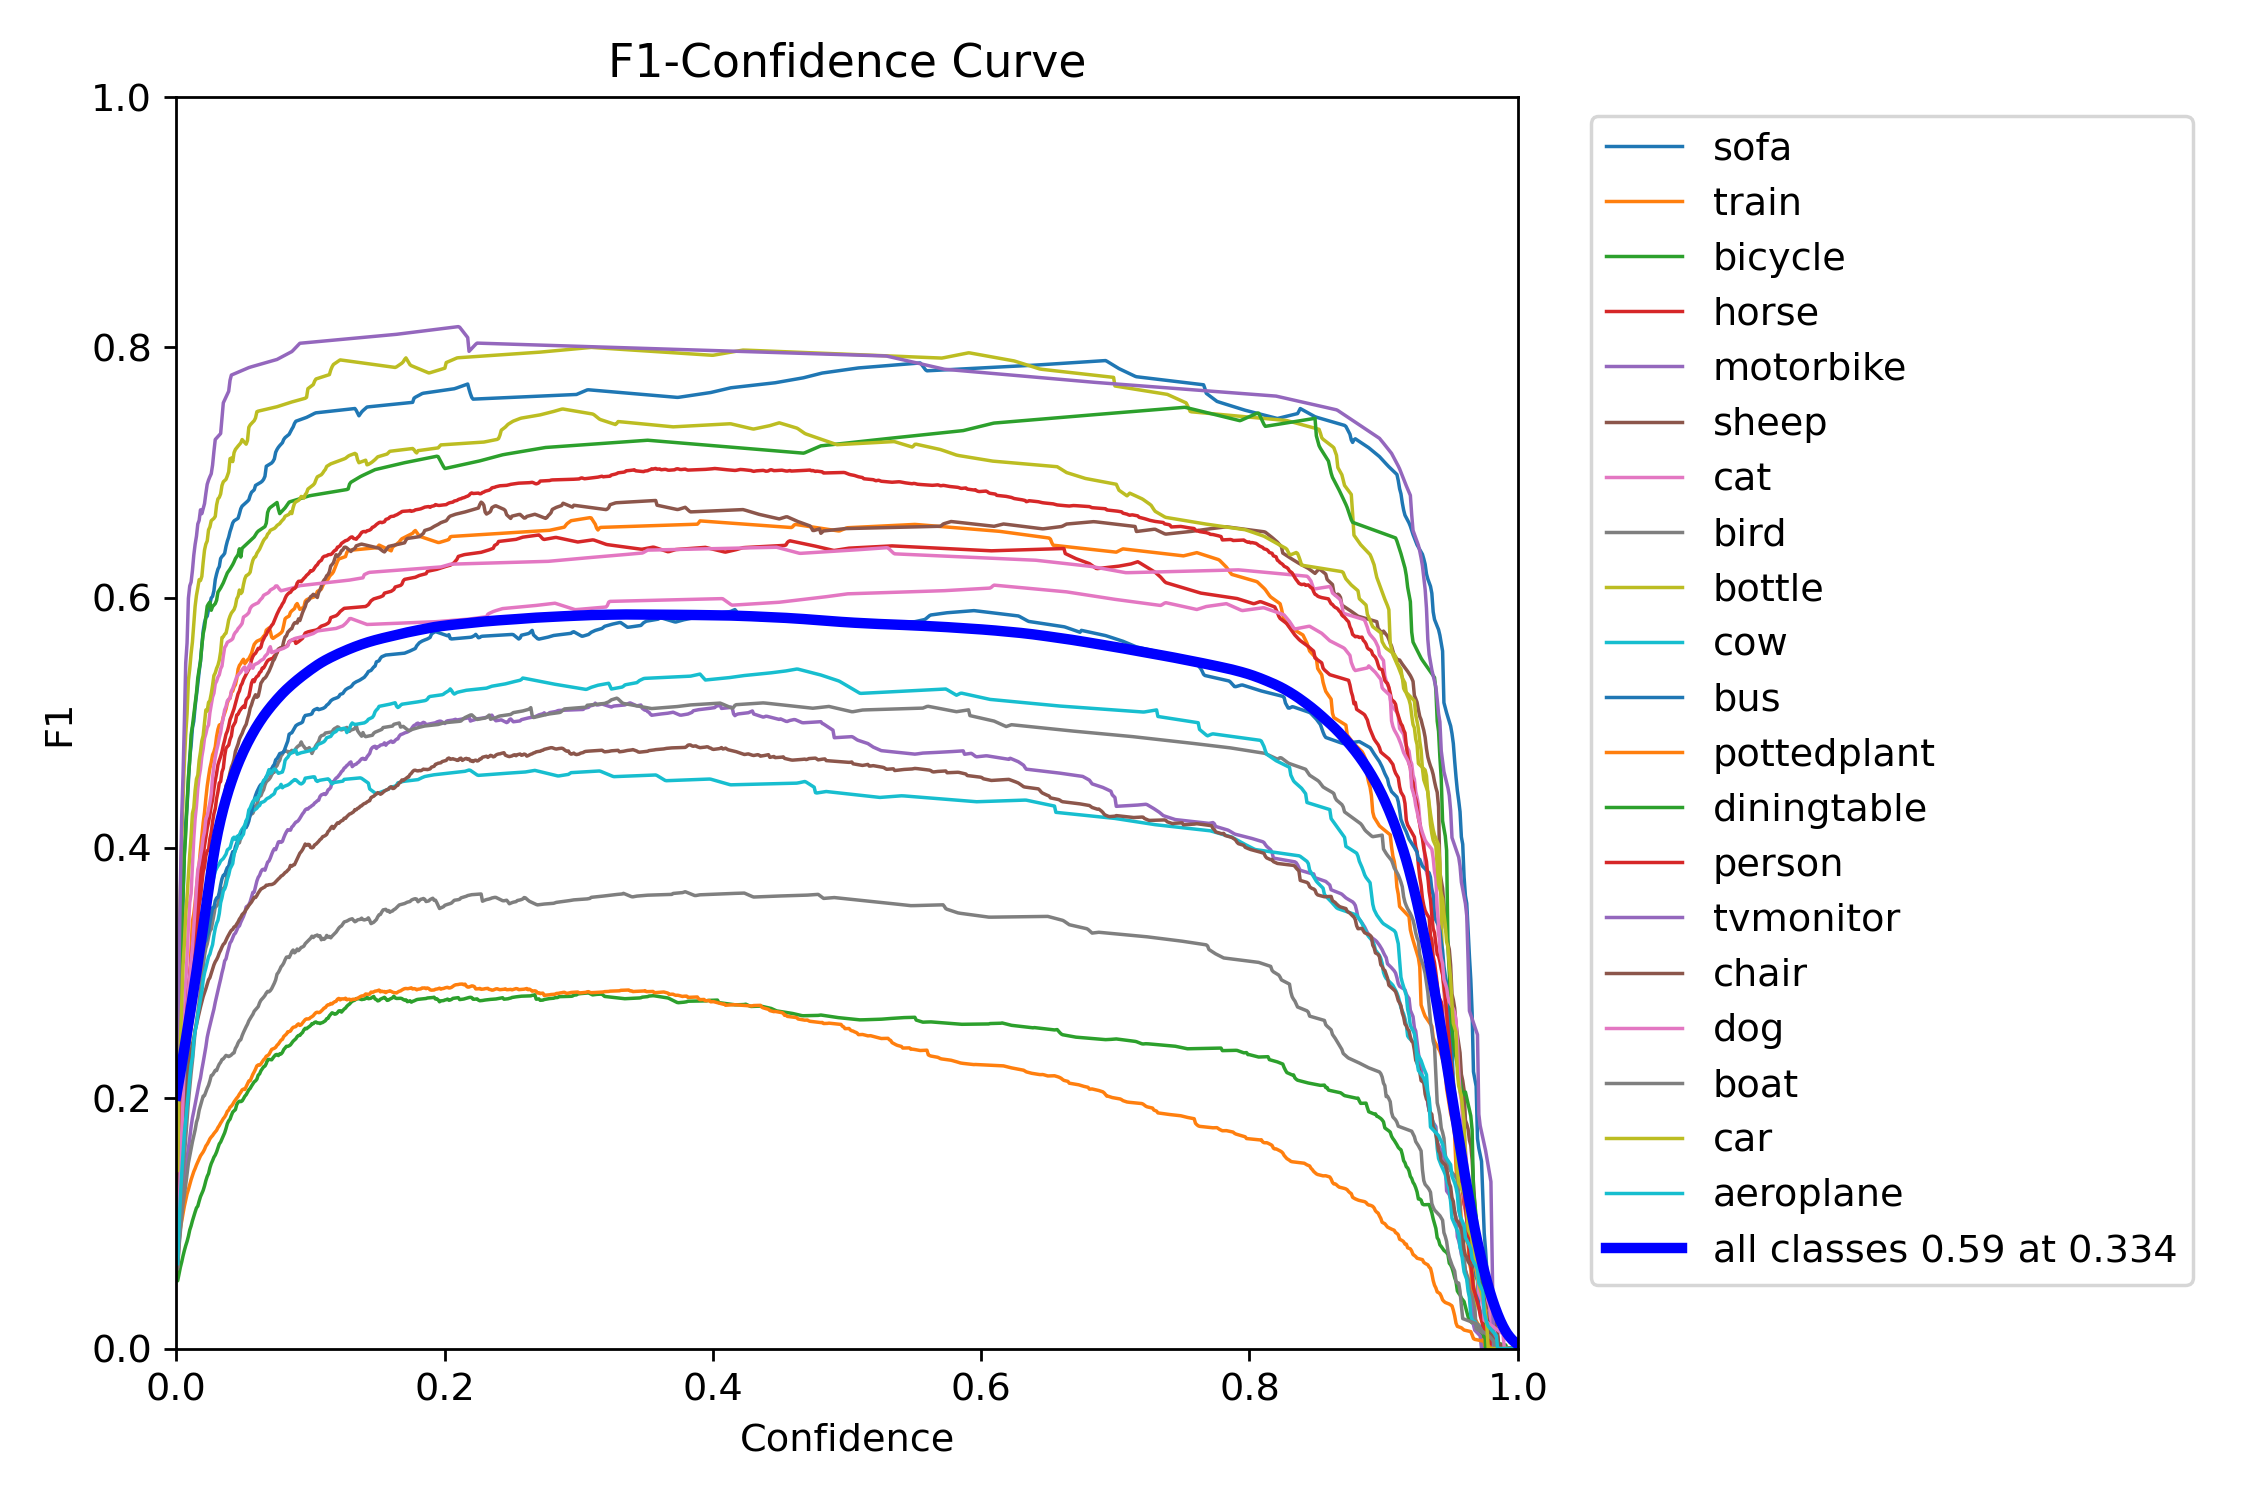 F1-Confidence Curve
1.0
0.8
0.6
0.4
0.2
0.0
F1
0.0 0.2 0.4 0.6 0.8 1.0
Confidence
sofa
train
bicycle
horse
motorbike
sheep
cat
bird
bottle
cow
bus
pottedplant
diningtable
person
tvmonitor
chair
dog
boat
car
aeroplane
all classes 0.59 at 0.334